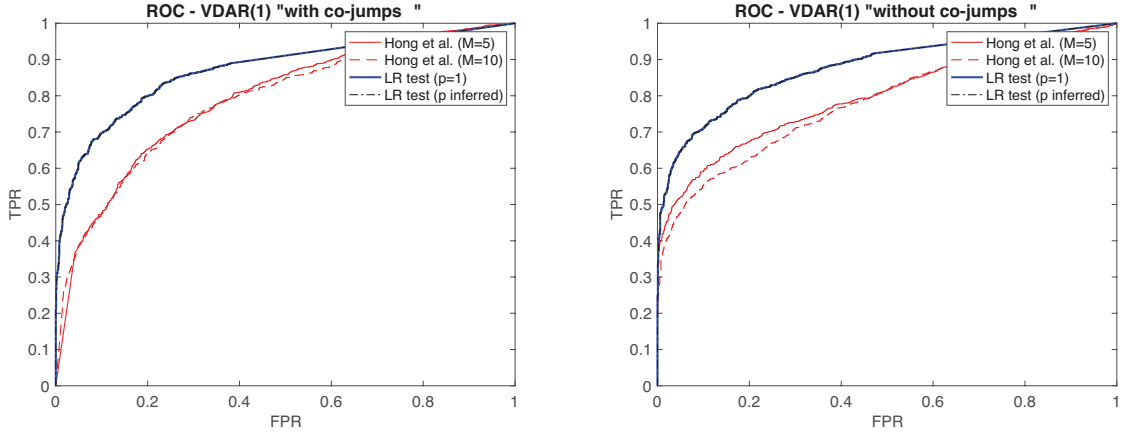 ROC - VDAR(1) "with co-jumps "
1
0.9
0.8
0.7
0.6
0.5
0.4
0.3
0.2
0.1
0
TPR
0 0.2 0.4 0.6 0.8 1
FPR
Hong et al. (M=5)
Hong et al. (M=10)
LR test (p=1)
LR test (p inferred)
ROC - VDAR(1) "without co-jumps "
1
0.9
0.8
0.7
0.6
0.5
0.4
0.3
0.2
0.1
0
TPR
0 0.2 0.4 0.6 0.8 1
FPR
Hong et al. (M=5)
Hong et al. (M=10)
LR test (p=1)
LR test (p inferred)